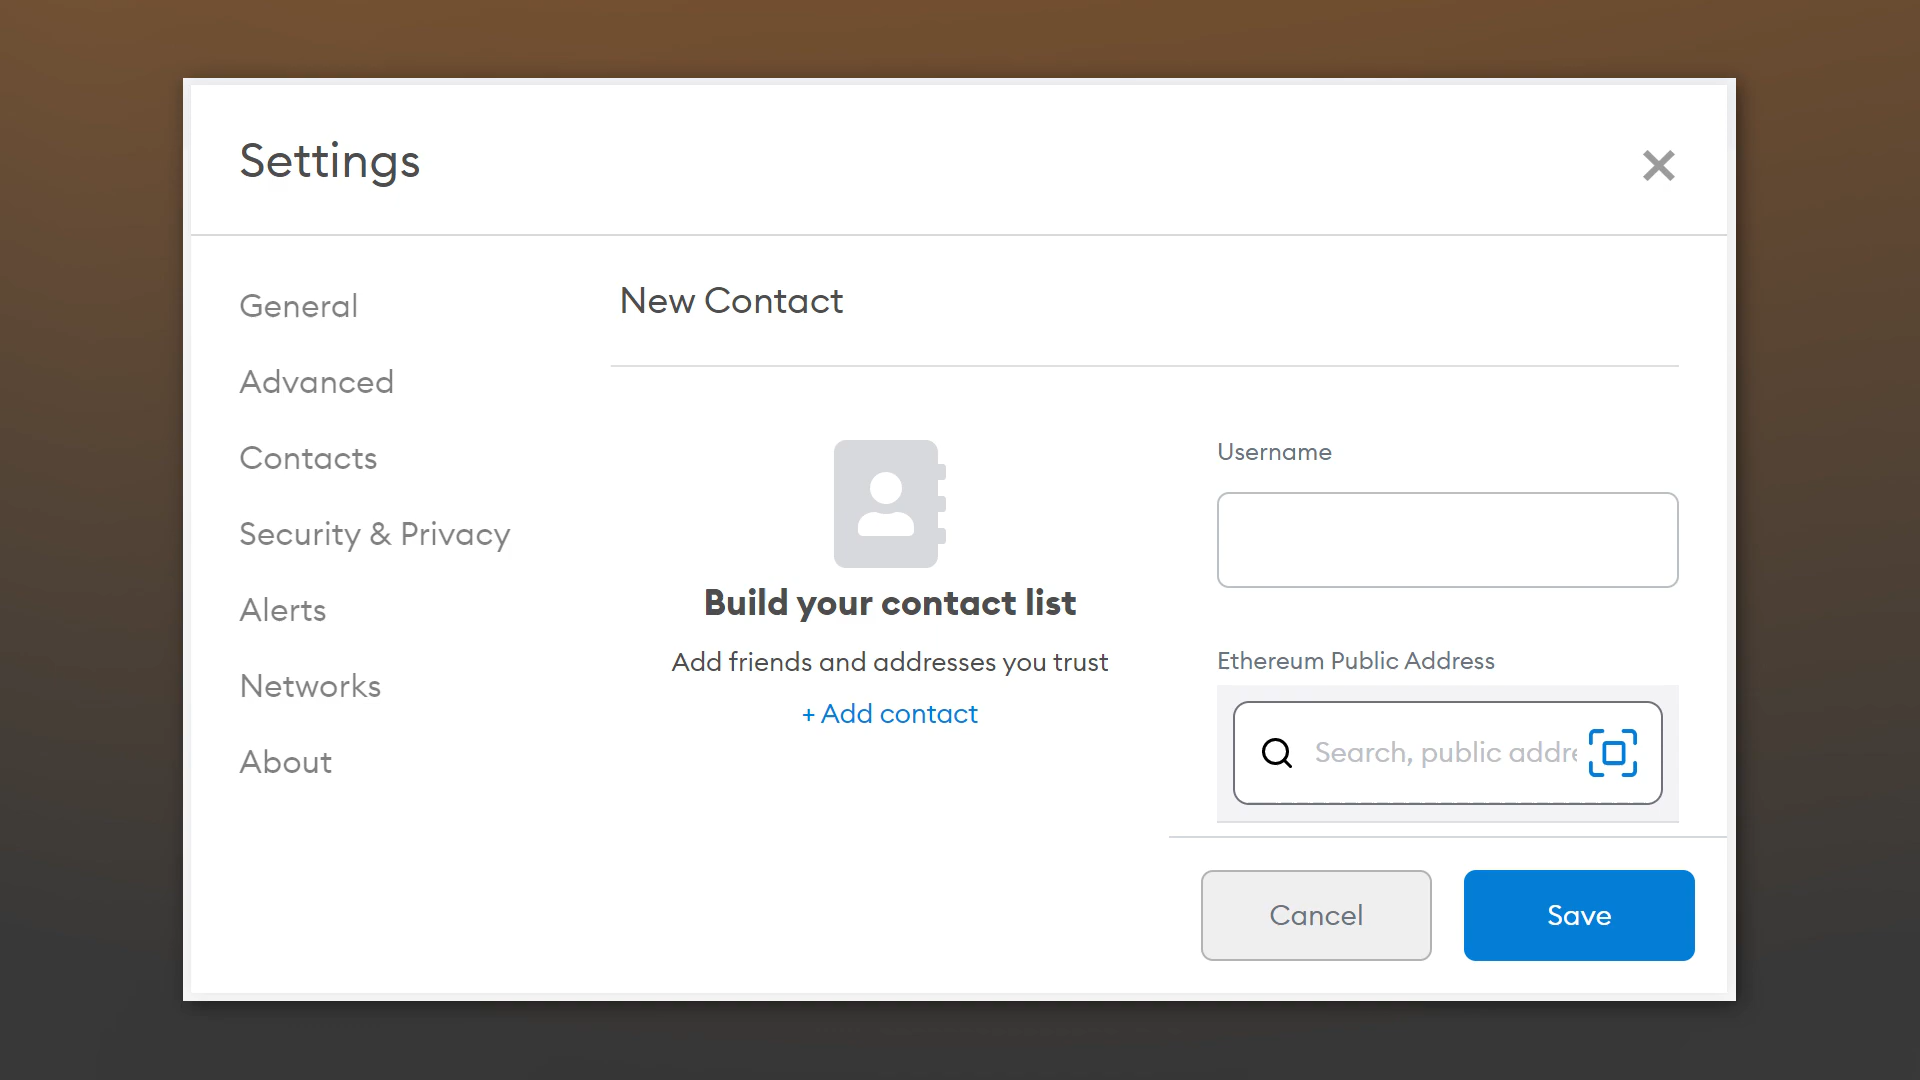 Settings
General
Advanced
Contacts
Security & Privacy
Alerts
Networks
About
New Contact
Build your contact list
Add friends and addresses you trust
+ Add contact
Username
Ethereum Public Address
Search, public addre
Cancel
Save